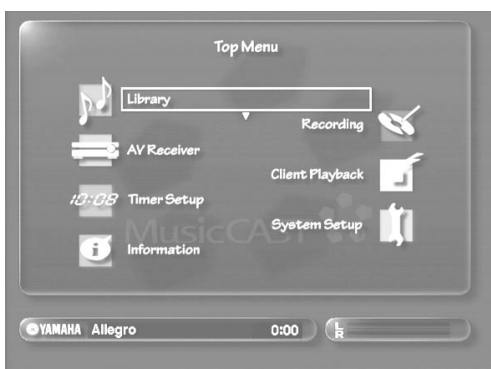 Top Menu
Library
Recording
AV Receiver
Client Playback
10:08 Timer Setup
System Setup
MusicCAST
Information
YAMAHA Allegro 0:00 L
R